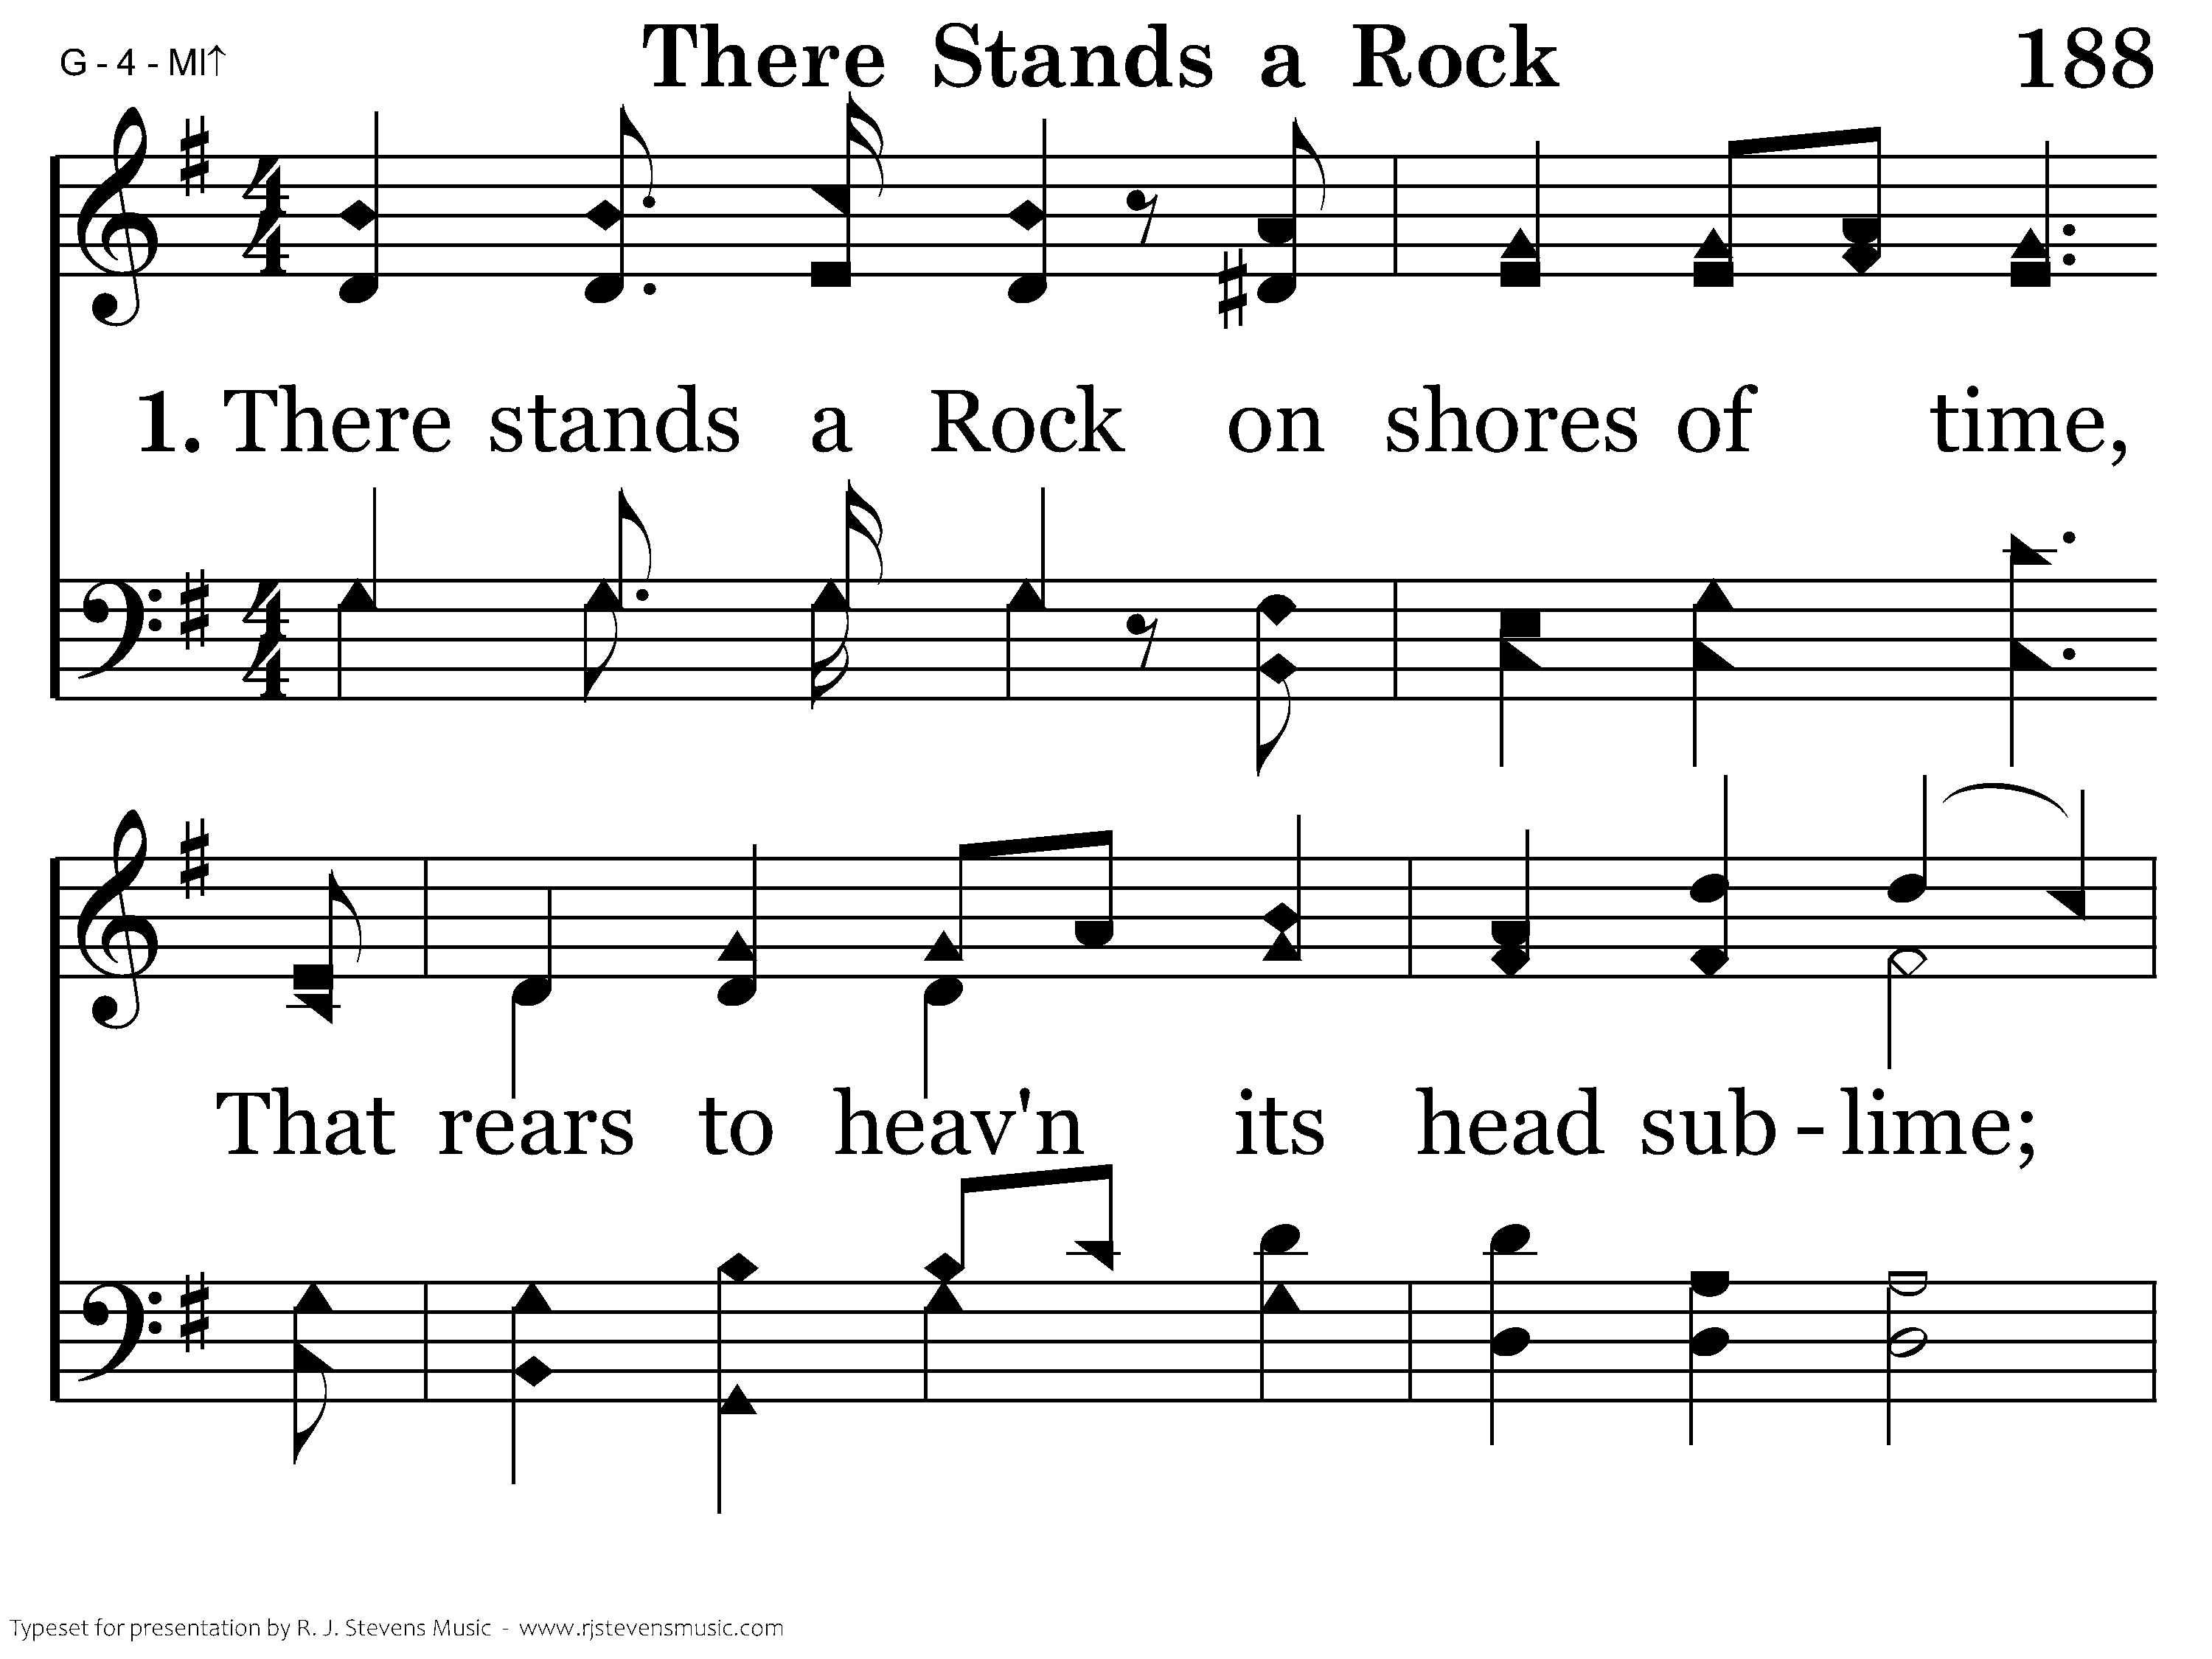 G - 4 - MI↑ There Stands a Rock 188
1. There stands a Rock on shores of time,
That rears to heav'n its head sub - lime;
Typeset for presentation by R. J. Stevens Music - www.rjstevensmusic.com